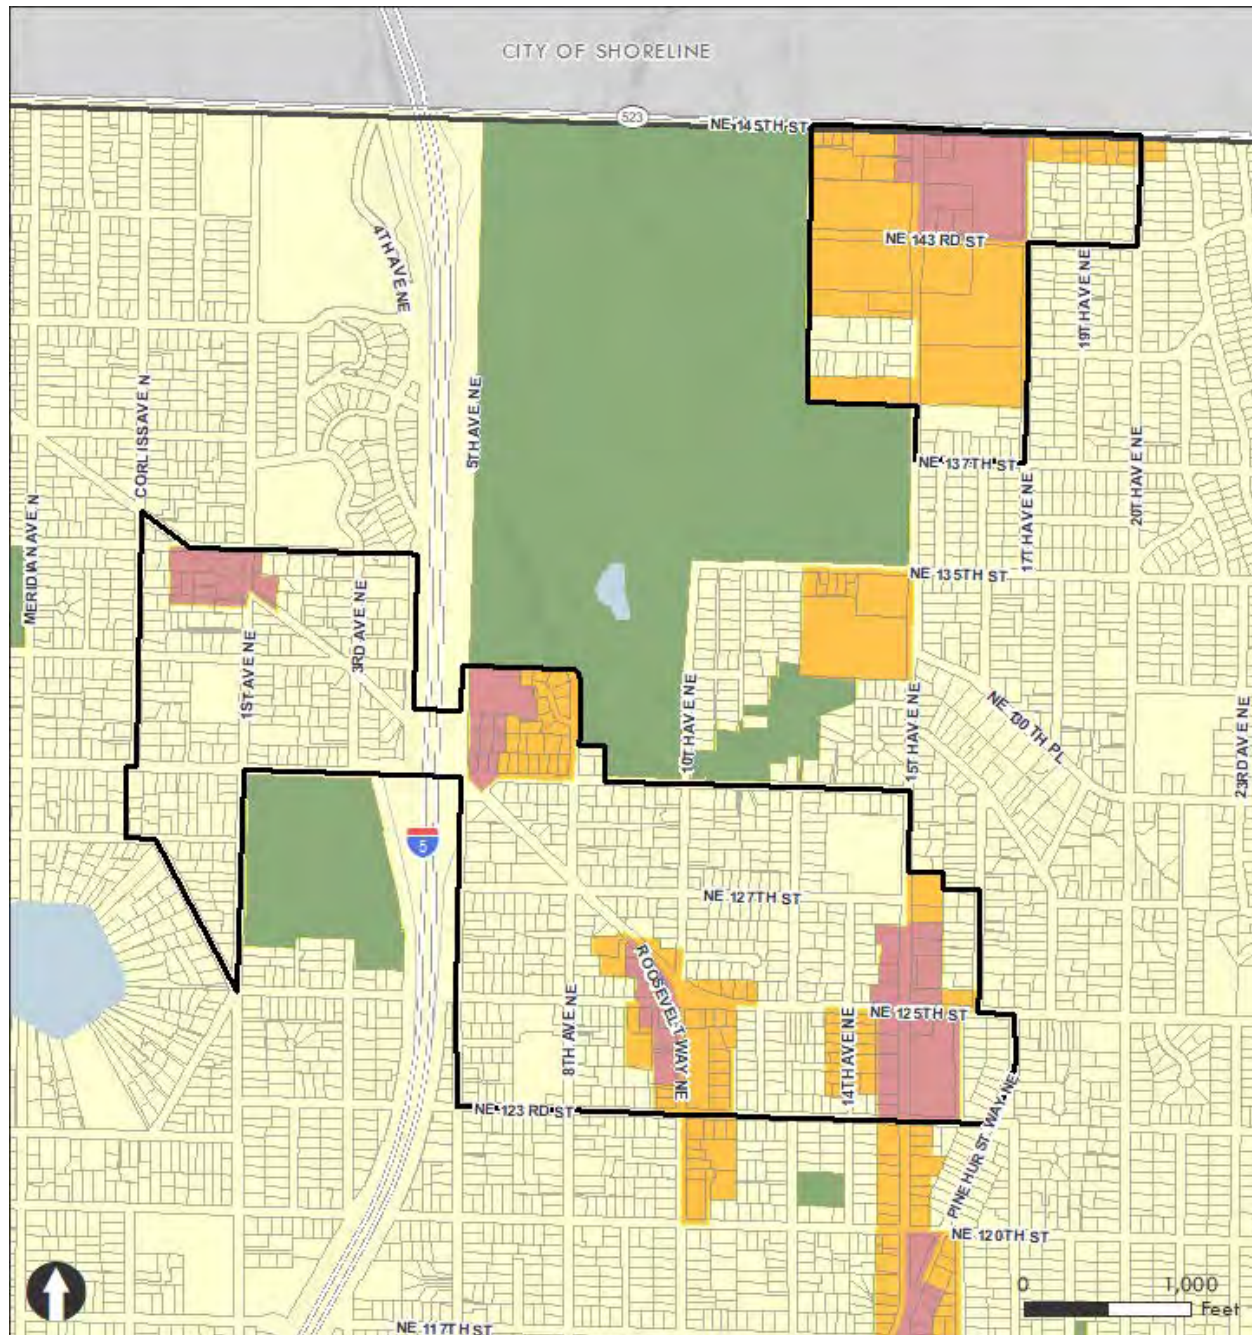 CITY OF SHORELINE
523
NE 145TH ST
4TH AVE NE
NE 143 RD ST
19TH AVE NE
CORLISS AVE N
5TH AVE NE
20TH AVE NE
NE 137TH ST
17TH AVE NE
MERIDIAN AVE N
NE 135TH ST
3RD AVE NE
1ST AVE NE
10TH AVE NE
15TH AVE NE
NE 130 TH PL
23RD AVE NE
5
NE 127TH ST
ROOSEVELT WAY NE
8TH AVE NE
NE 125TH ST
14TH AVE NE
NE 123 RD ST
PINEHURST WAY NE
NE 120TH ST
0 1,000
Feet
NE 117TH ST